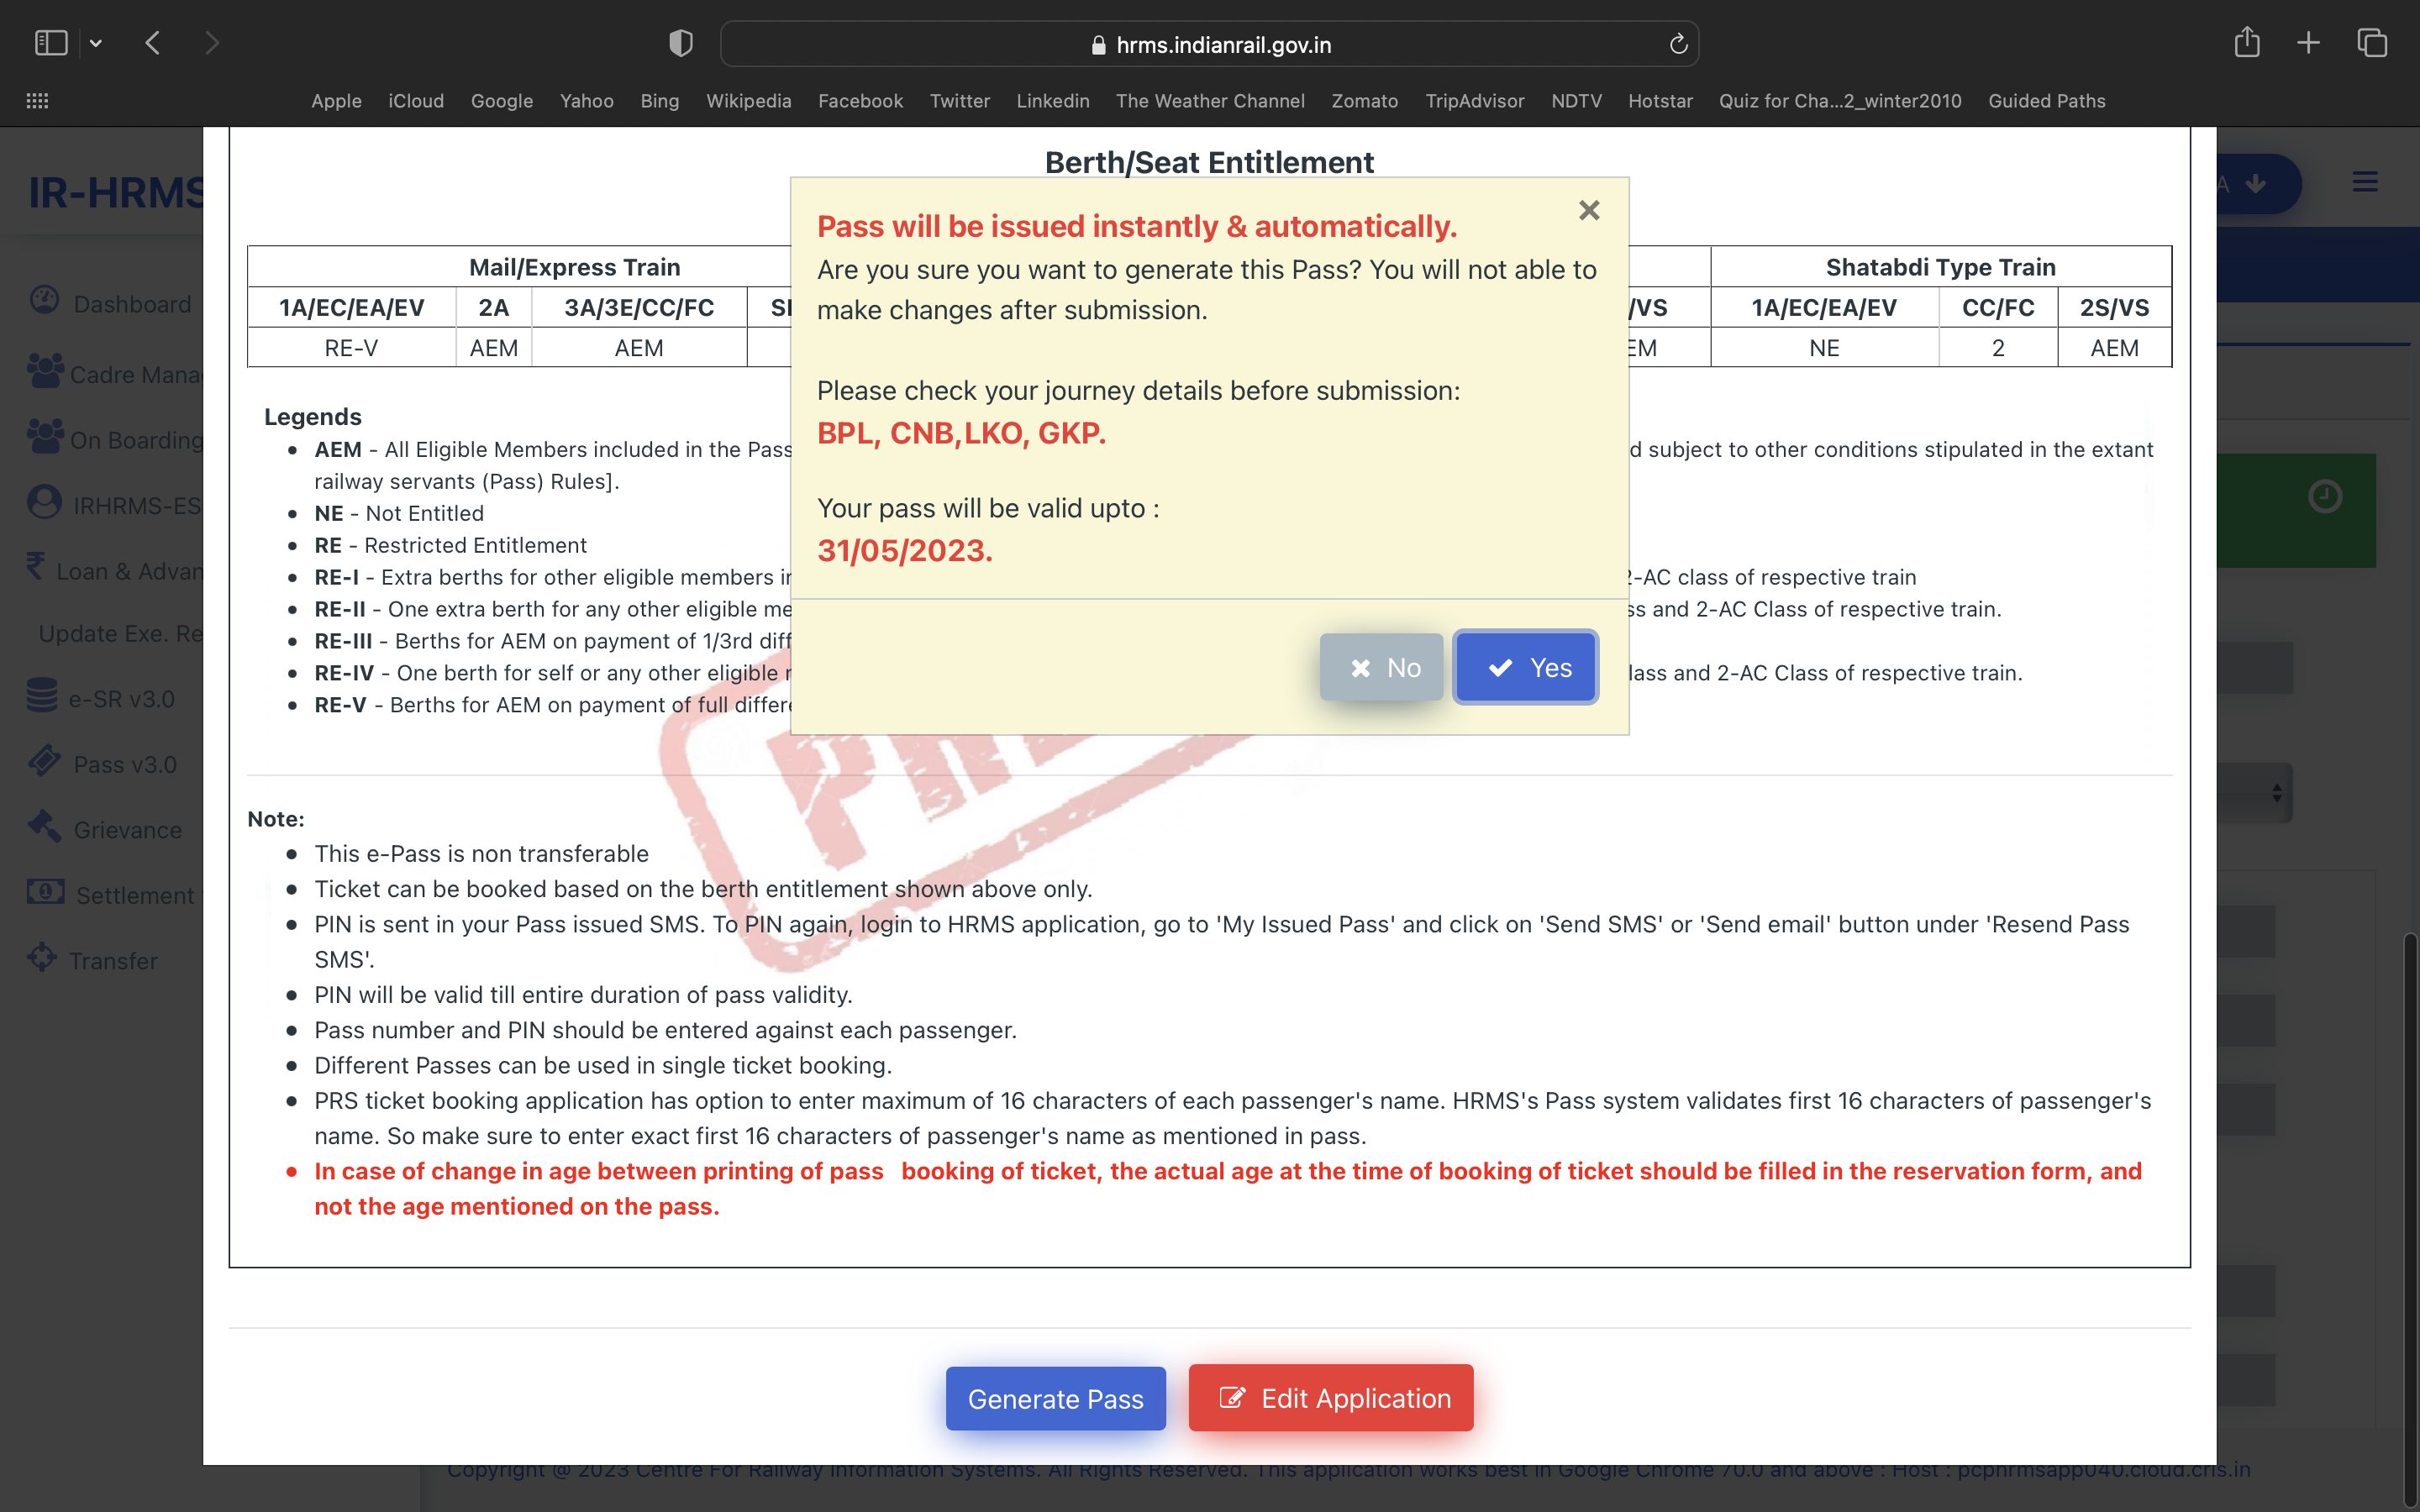 hrms.indianrail.gov.in
Apple iCloud Google Yahoo Bing Wikipedia Facebook Twitter Linkedin The Weather Channel Zomato TripAdvisor NDTV Hotstar Quiz for Cha...2_winter2010 Guided Paths
IR-HRMS
A
Dashboard
Cadre Mana
On Boarding
IRHRMS-ES
Loan & Advan
Update Exe. Re
e-SR v3.0
Pass v3.0
Grievance
Settlement
Transfer
Berth/Seat Entitlement
Mail/Express Train Shatabdi Type Train
1A/EC/EA/EV 2A 3A/3E/CC/FC /VS 1A/EC/EA/EV CC/FC 2S/VS
RE-V AEM AEM EM NE 2 AEM
Pass will be issued instantly & automatically.
Are you sure you want to generate this Pass? You will not able to
make changes after submission.
Please check your journey details before submission:
BPL, CNB,LKO, GKP.
Your pass will be valid upto :
31/05/2023.
No Yes
Legends
AEM - All Eligible Members included in the Pass d subject to other conditions stipulated in the extant
railway servants (Pass) Rules].
NE - Not Entitled
RE - Restricted Entitlement
RE-I - Extra berths for other eligible members 2-AC class of respective train
RE-II - One extra berth for any other eligible me ss and 2-AC Class of respective train.
RE-III - Berths for AEM on payment of 1/3rd diff
RE-IV - One berth for self or any other eligible lass and 2-AC Class of respective train.
RE-V - Berths for AEM on payment of full differe
Note:
This e-Pass is non transferable
Ticket can be booked based on the berth entitlement shown above only.
PIN is sent in your Pass issued SMS. To PIN again, login to HRMS application, go to 'My Issued Pass' and click on 'Send SMS' or 'Send email' button under 'Resend Pass
SMS'.
PIN will be valid till entire duration of pass validity.
Pass number and PIN should be entered against each passenger.
Different Passes can be used in single ticket booking.
PRS ticket booking application has option to enter maximum of 16 characters of each passenger's name. HRMS's Pass system validates first 16 characters of passenger's
name. So make sure to enter exact first 16 characters of passenger's name as mentioned in pass.
In case of change in age between printing of pass booking of ticket, the actual age at the time of booking of ticket should be filled in the reservation form, and
not the age mentioned on the pass.
Generate Pass Edit Application
Copyright @ 2023 Centre For Railway Information Systems. All Rights Reserved. This application works best in Google Chrome 70.0 and above : Host : pcphrmsapp040.cloud.cris.in